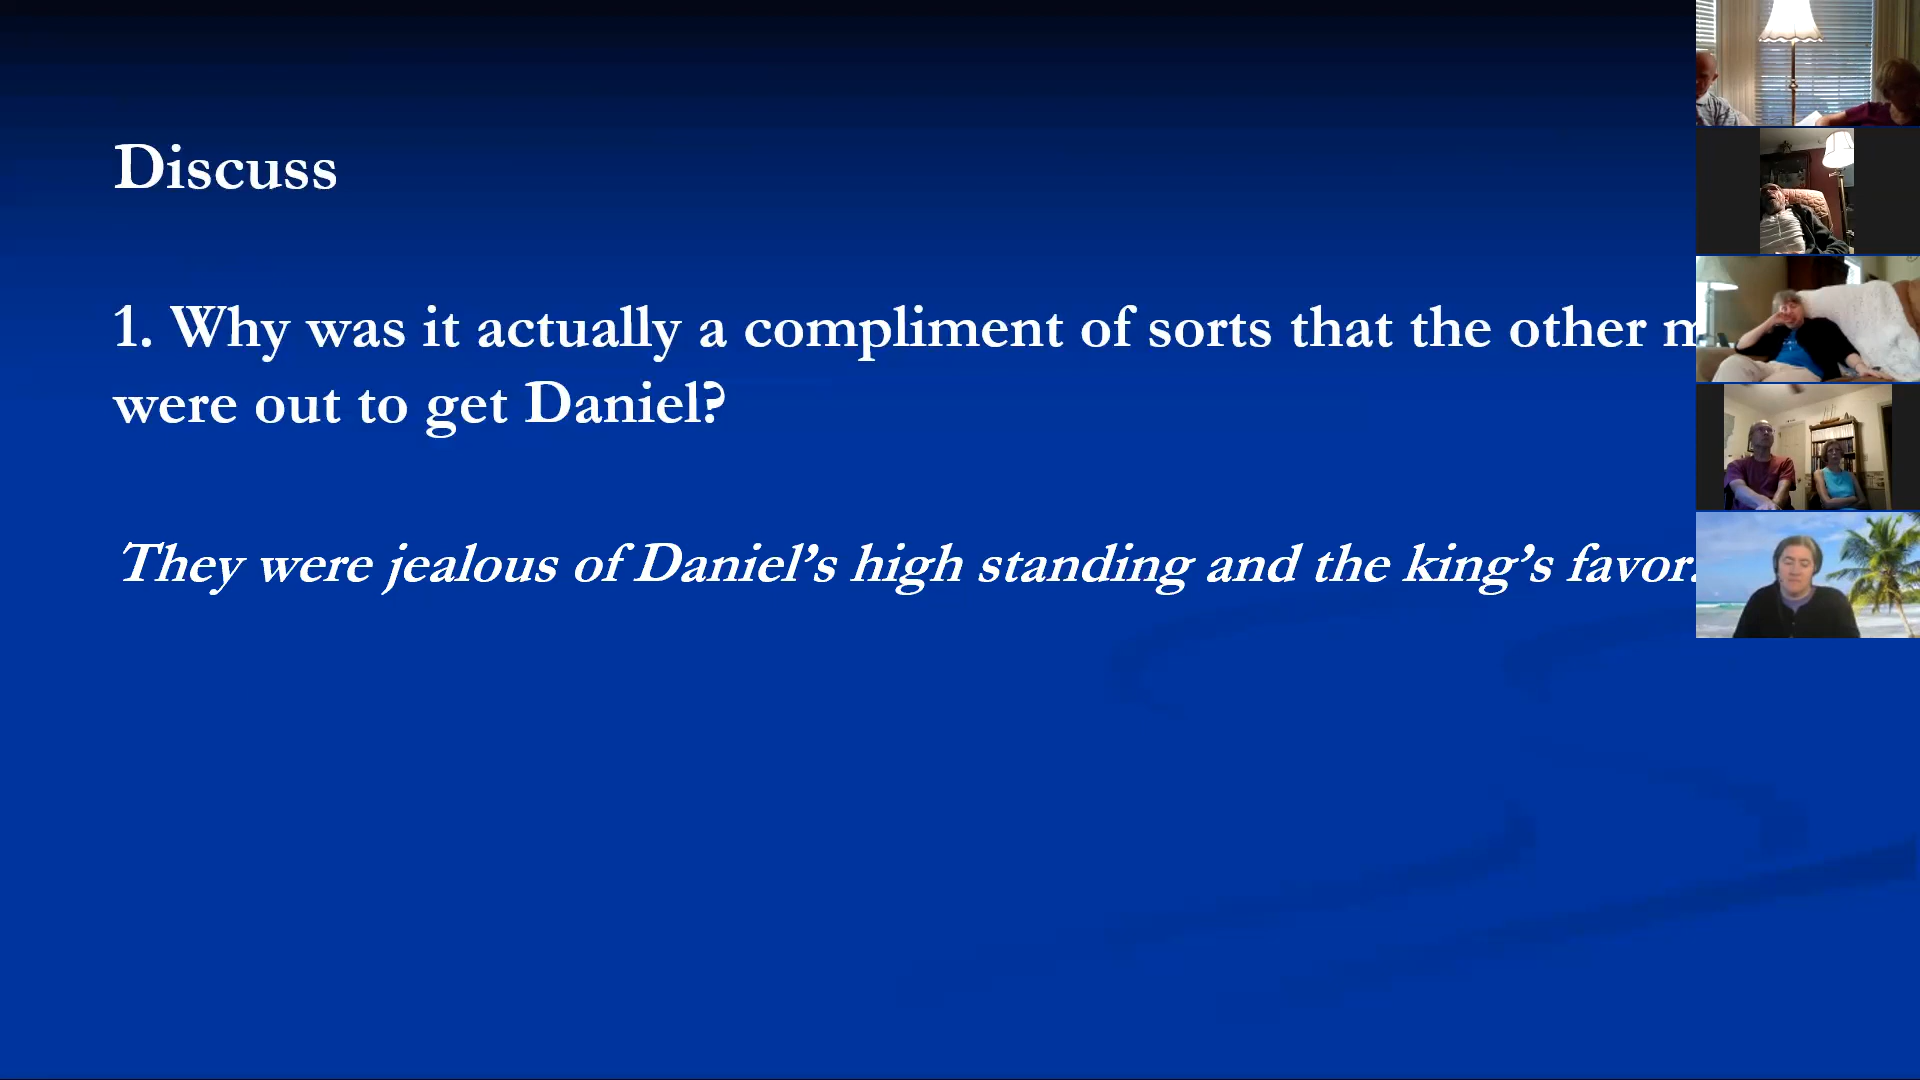 Discuss
1. Why was it actually a compliment of sorts that the other
were out to get Daniel?
They were jealous of Daniel’s high standing and the king’s favor.